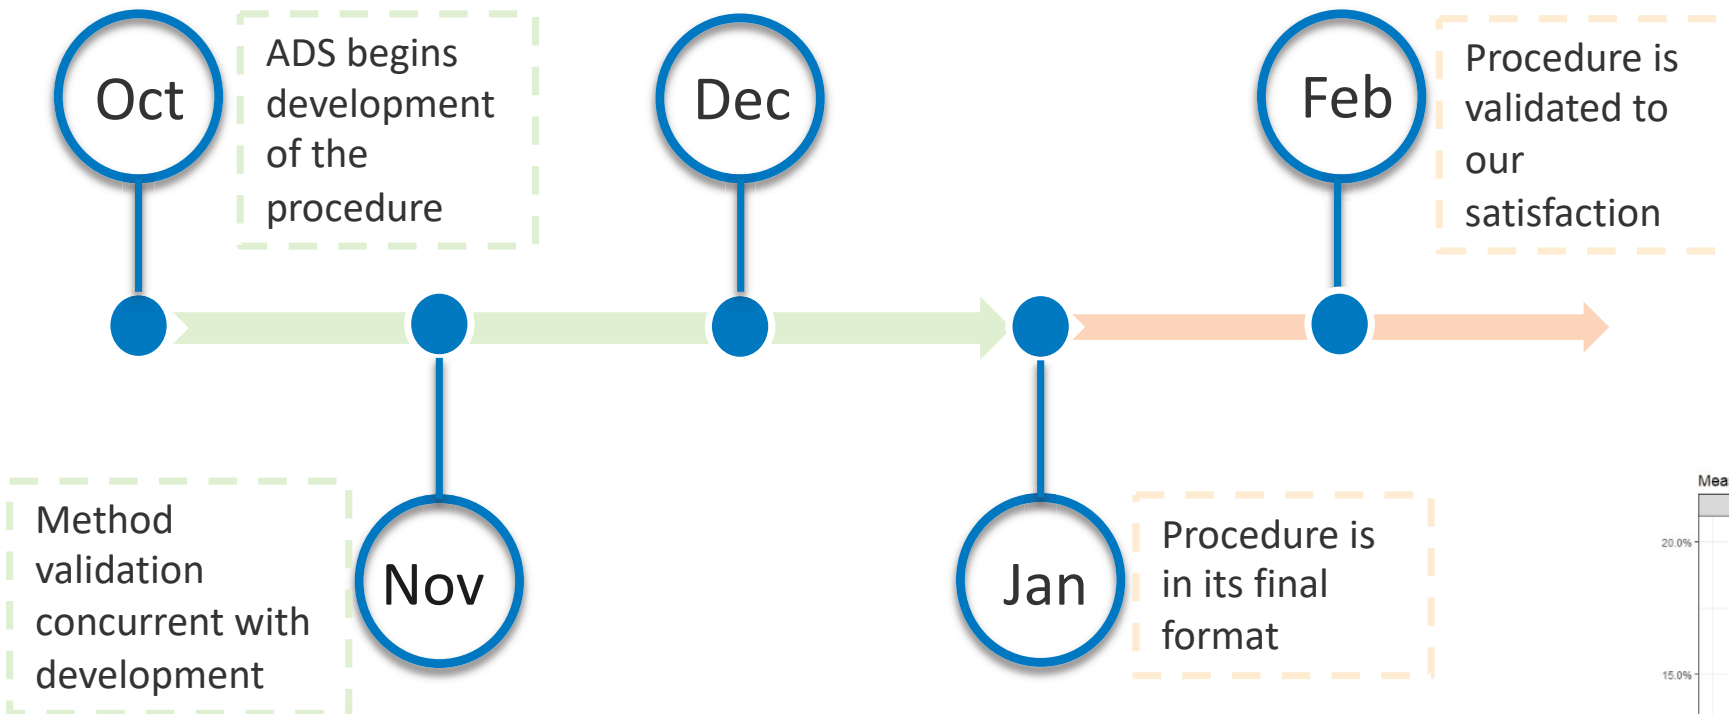 Oct
ADS begins
development
of the
procedure
Dec
Feb
Procedure is
validated to
our
satisfaction
Method
validation
concurrent with
development
Nov
Jan
Procedure is
in its final
format
20.0%
15.0%